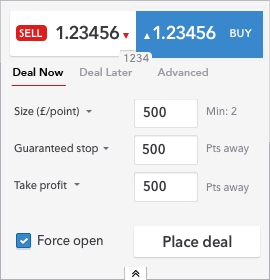 SELL 1.23456 ▼ ▲ 1.23456 BUY
1234
Deal Now Deal Later Advanced
Size (£/point) 500 Min: 2
Guaranteed stop 500 Pts away
Take profit 500 Pts away
Force open Place deal